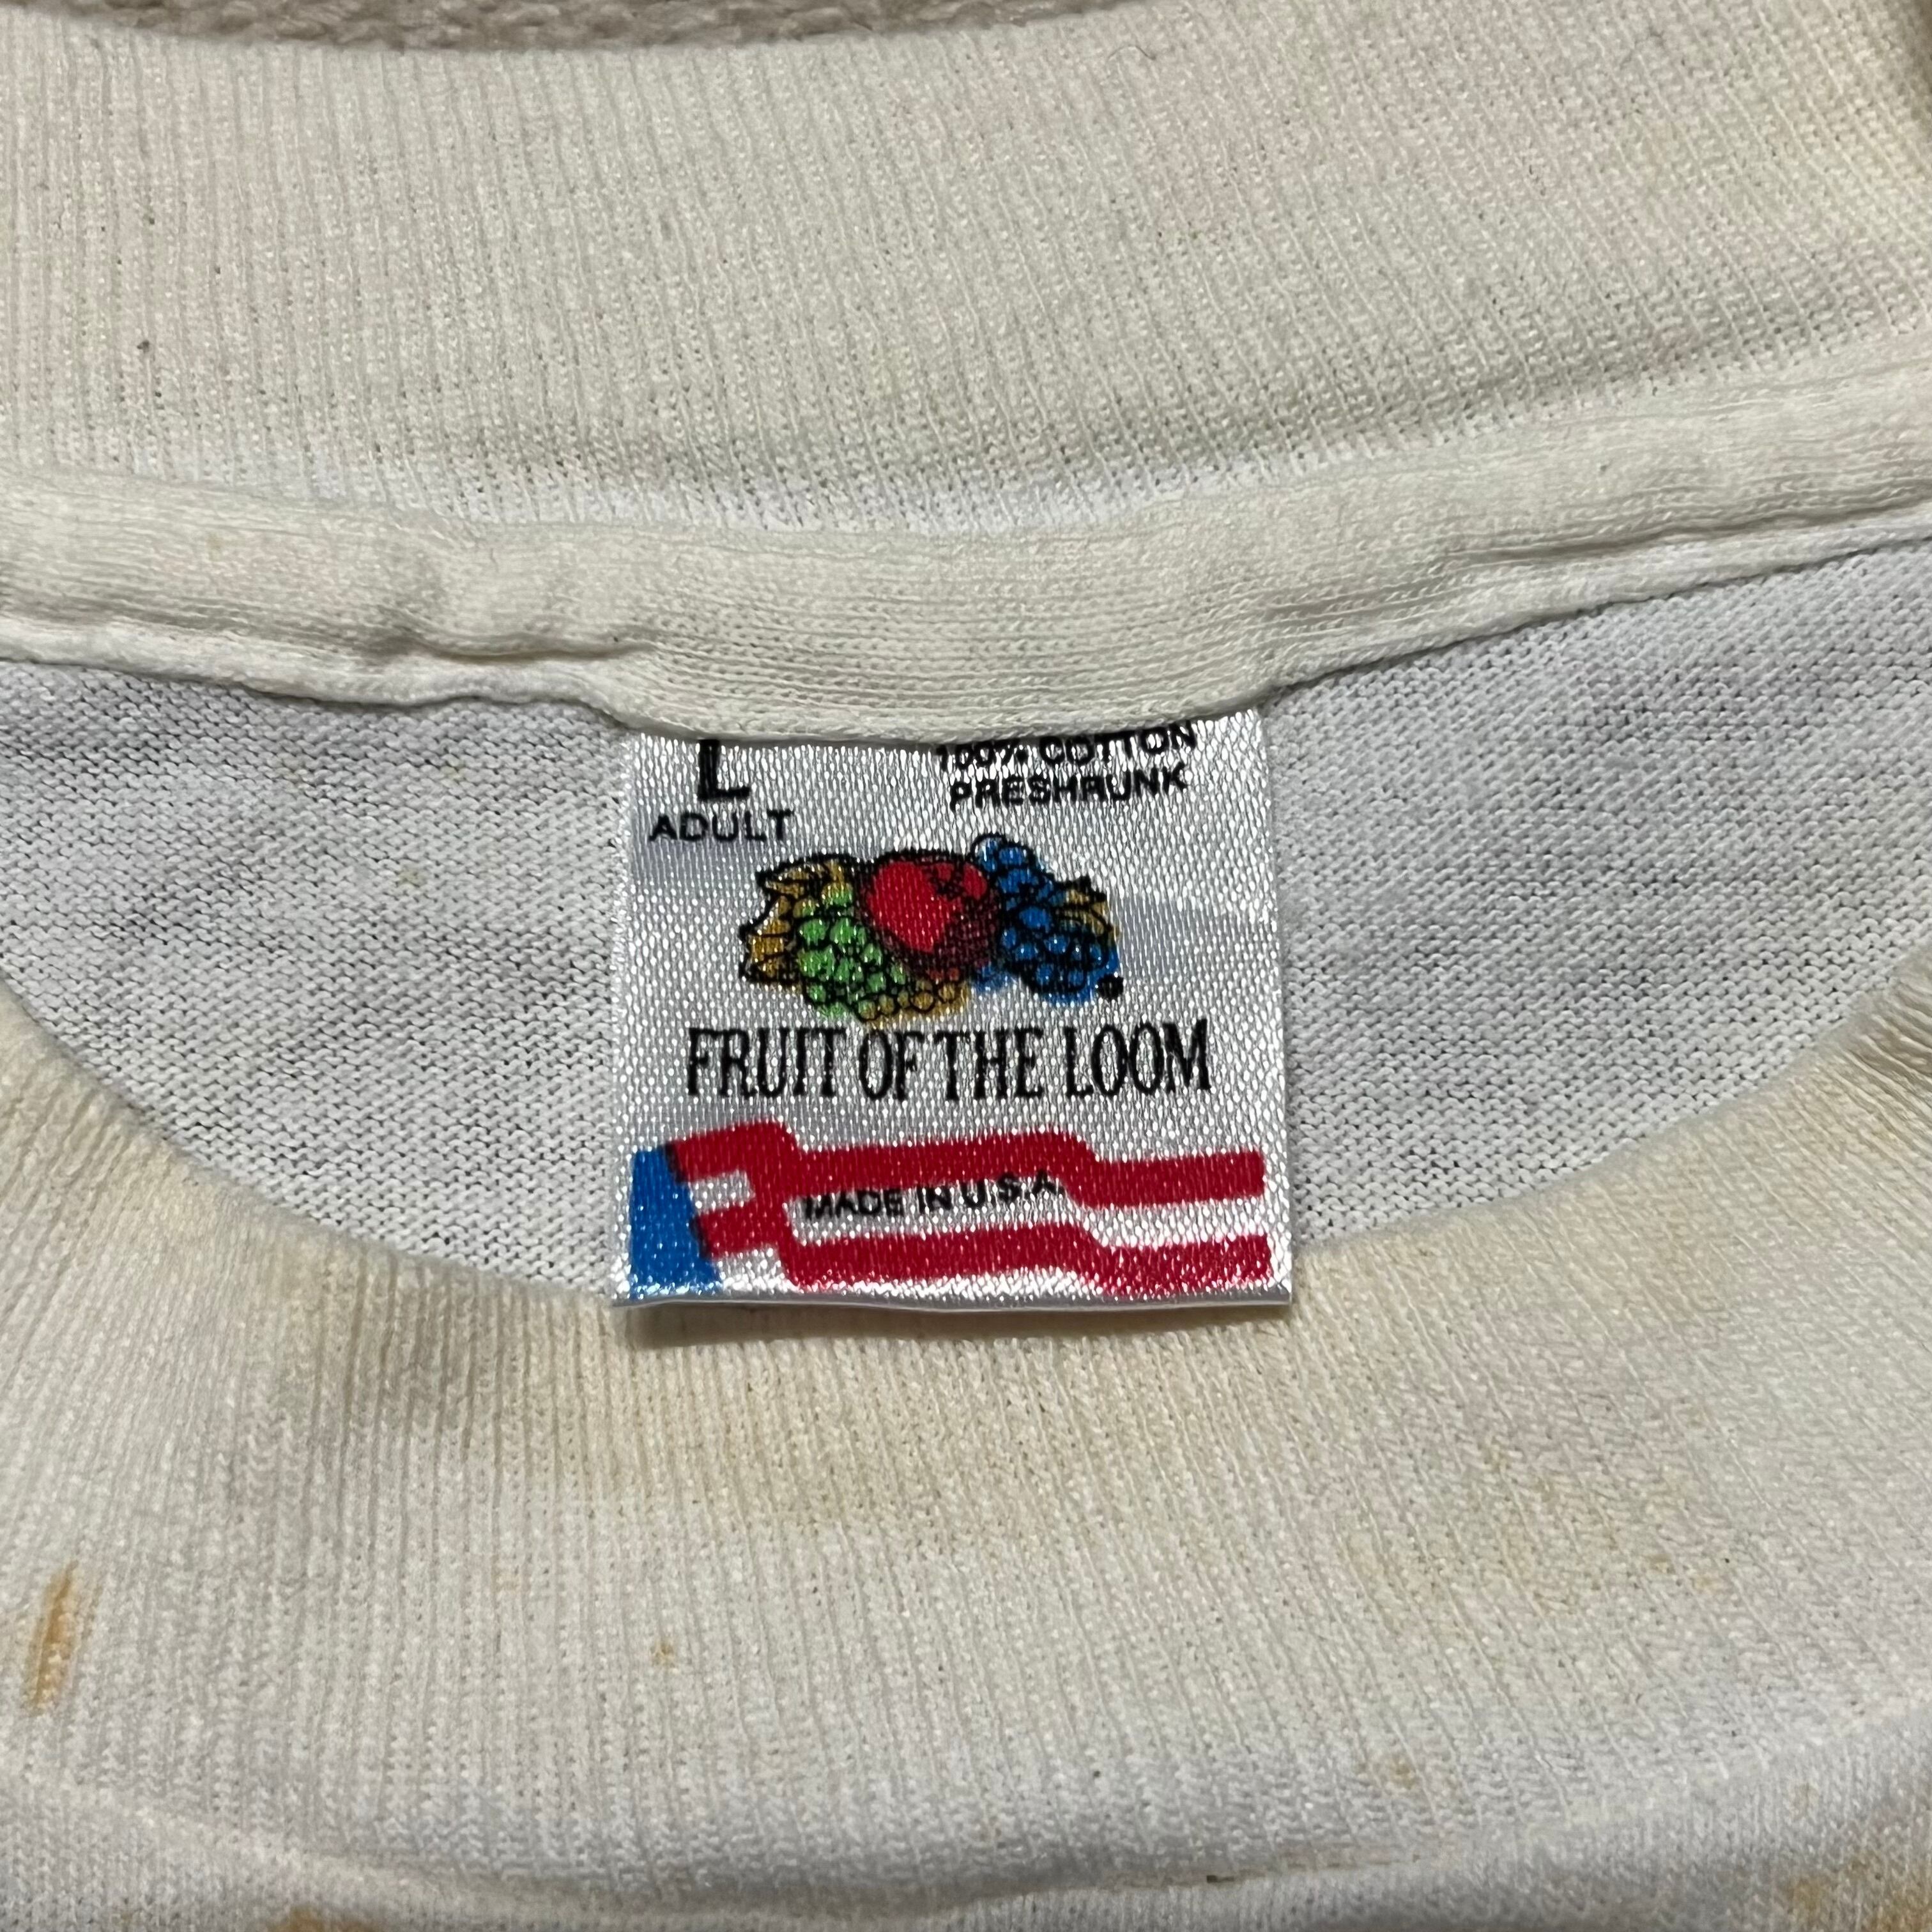 L
ADULT
100% COTTON
PRESHRUNK
FRUIT OF THE LOOM
MADE IN U.S.A.